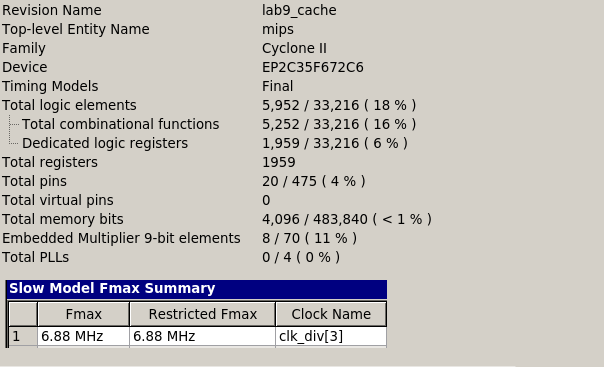 Revision Name lab9_cache
Top-level Entity Name mips
Family Cyclone II
Device EP2C35F672C6
Timing Models Final
Total logic elements 5,952 / 33,216 ( 18 % )
Total combinational functions 5,252 / 33,216 ( 16 % )
Dedicated logic registers 1,959 / 33,216 ( 6 % )
Total registers 1959
Total pins 20 / 475 ( 4 % )
Total virtual pins 0
Total memory bits 4,096 / 483,840 ( < 1 % )
Embedded Multiplier 9-bit elements 8 / 70 ( 11 % )
Total PLLs 0 / 4 ( 0 % )
Slow Model Fmax Summary
Fmax Restricted Fmax Clock Name
1 6.88 MHz 6.88 MHz clk_div[3]